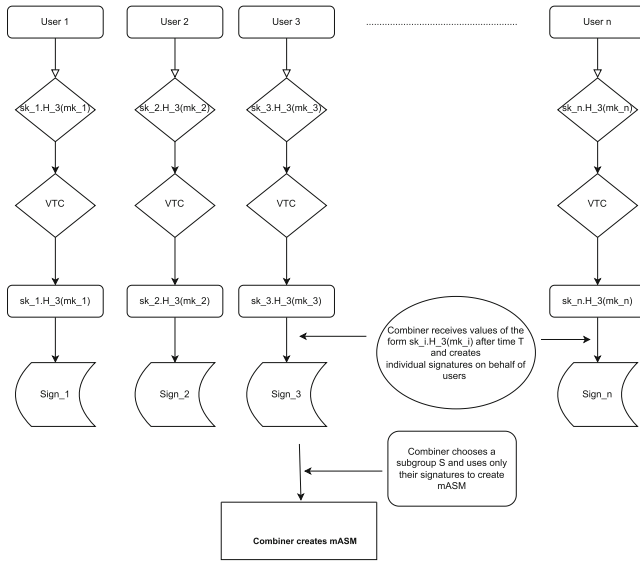 User 1
User 2
User 3
User n
sk_1.H_3(mk_1)
sk_2.H_3(mk_2)
sk_3.H_3(mk_3)
sk_n.H_3(mk_n)
VTC
VTC
VTC
VTC
sk_1.H_3(mk_1)
sk_2.H_3(mk_2)
sk_3.H_3(mk_3)
sk_n.H_3(mk_n)
Combiner receives values of the
form sk_i.H_3(mk_i) after time T
and creates
individual signatures on behalf of
users
Sign_1
Sign_2
Sign_3
Sign_n
Combiner chooses a
subgroup S and uses only
their signatures to create
mASM
Combiner creates mASM